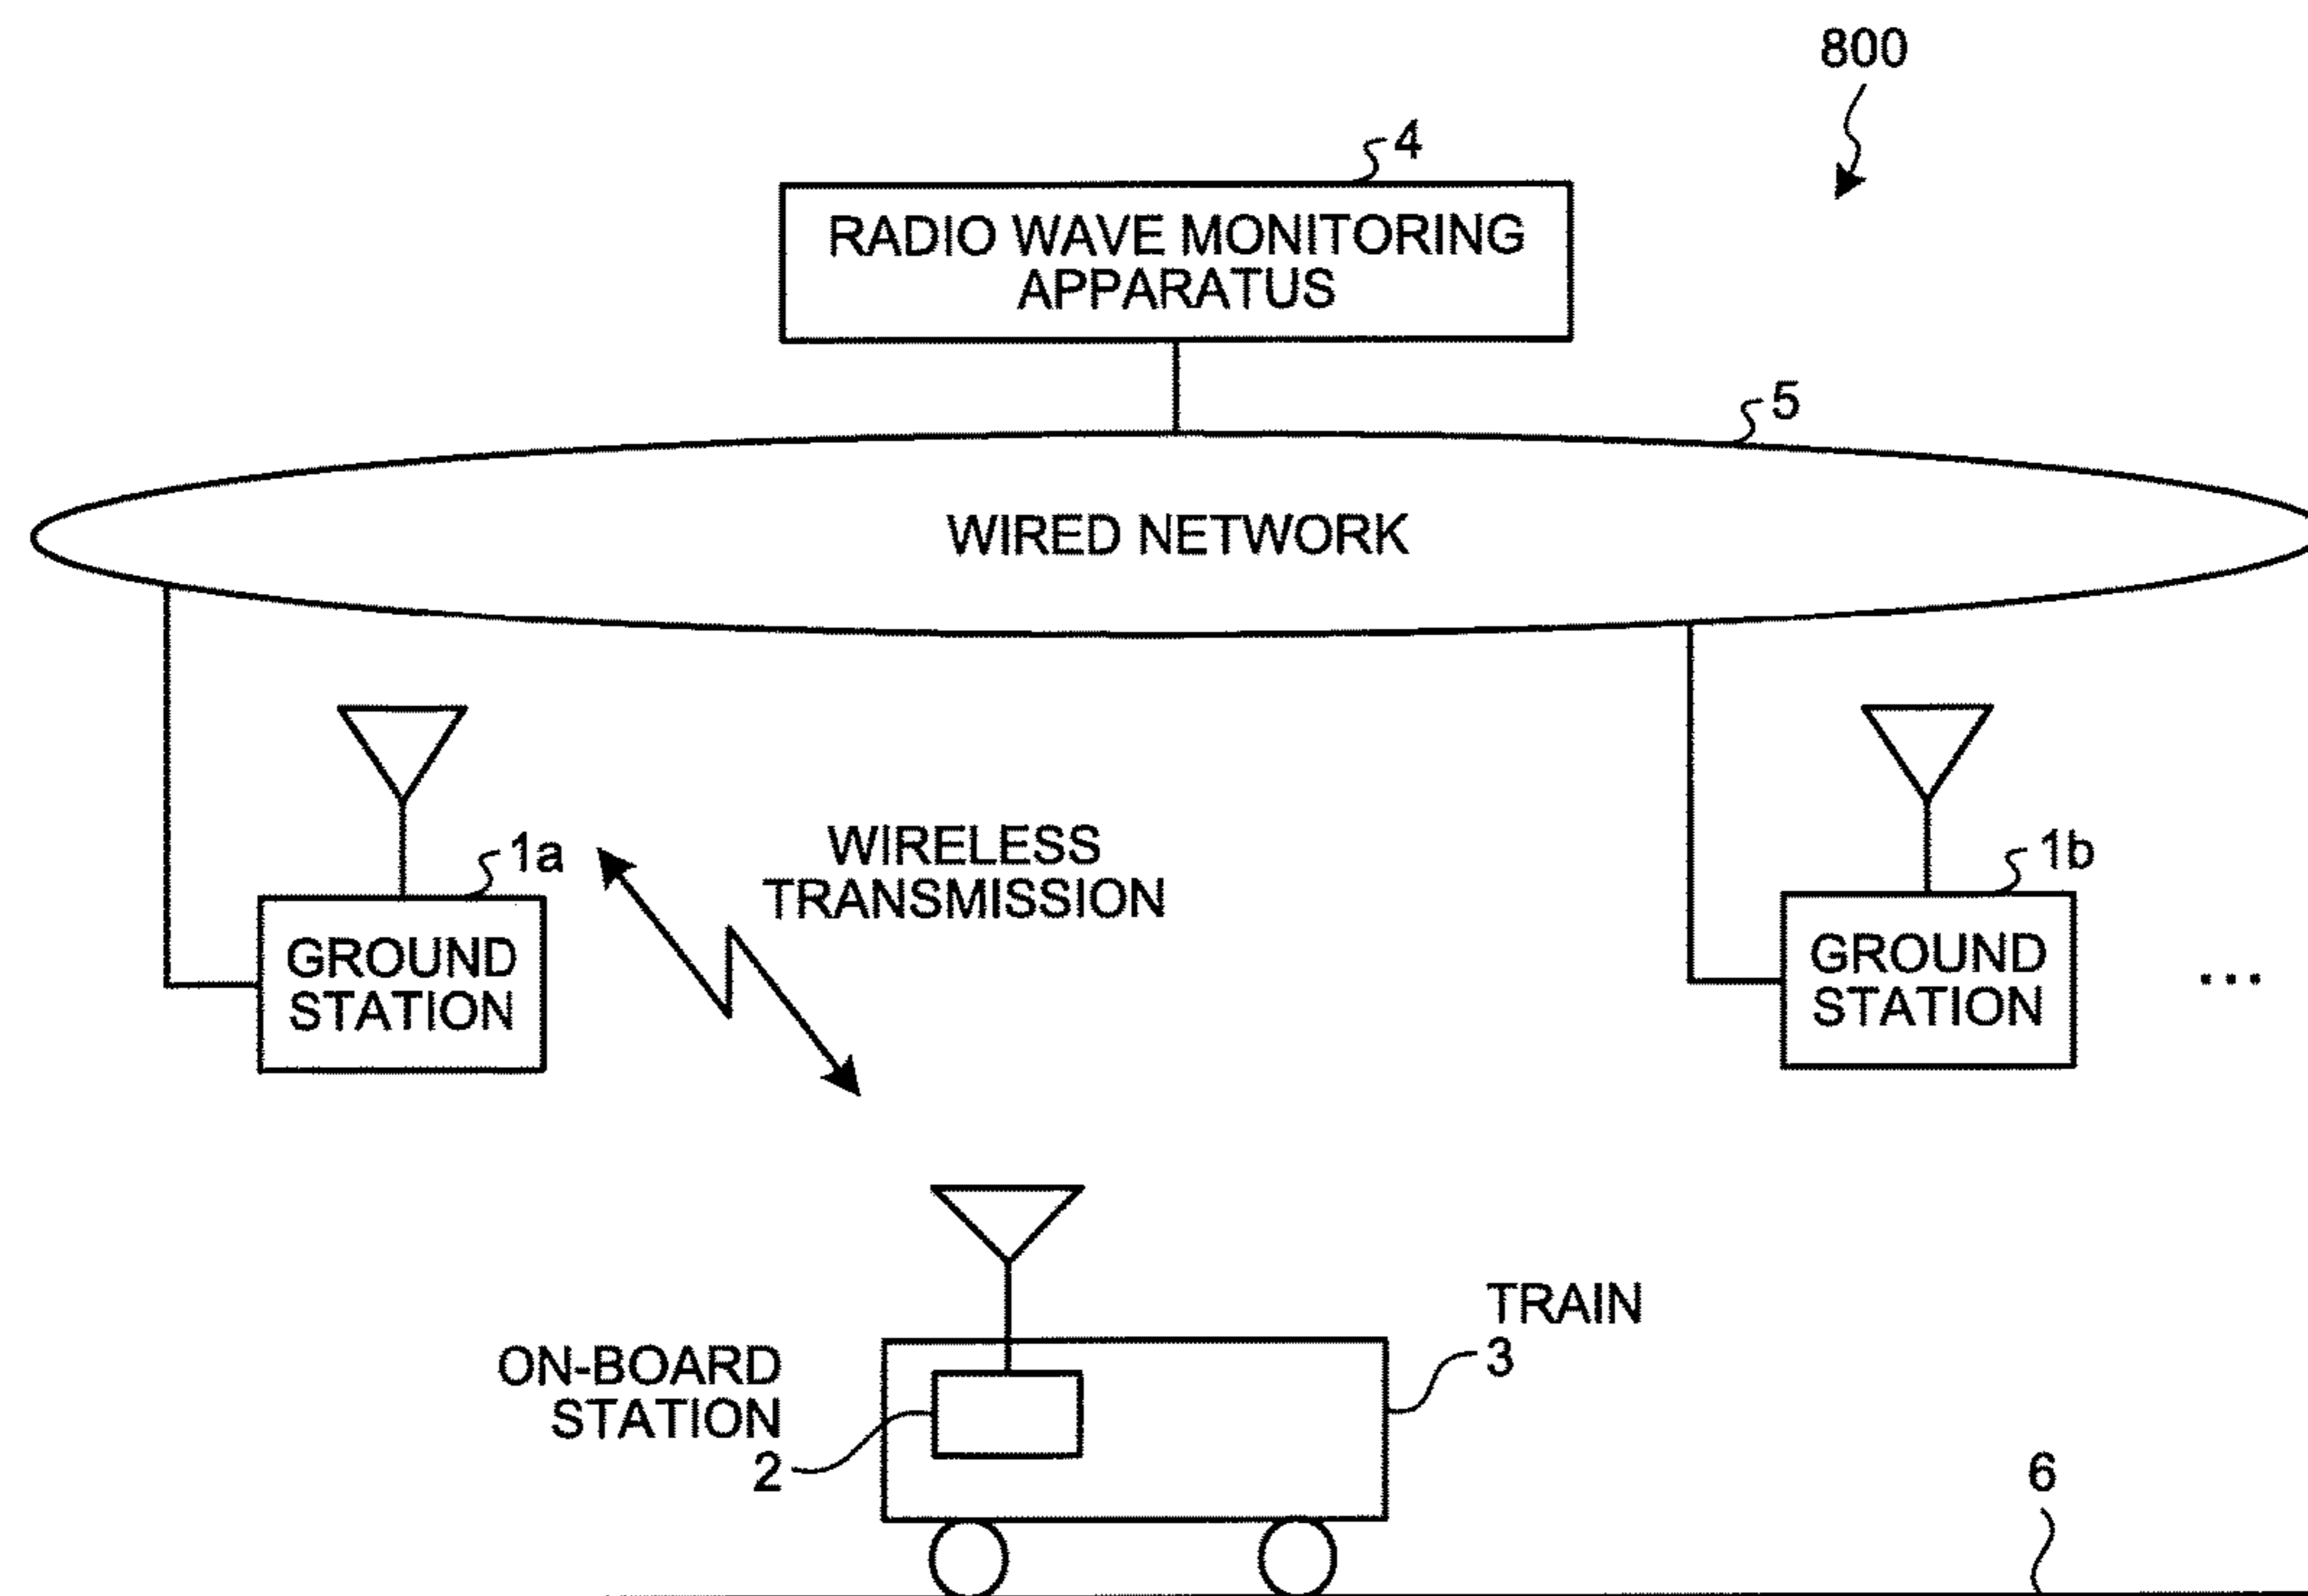 800
4
RADIO WAVE MONITORING
APPARATUS
5
WIRED NETWORK
WIRELESS
TRANSMISSION
1a
GROUND
STATION
1b
GROUND
STATION
...
TRAIN
3
ON-BOARD
STATION
2
6